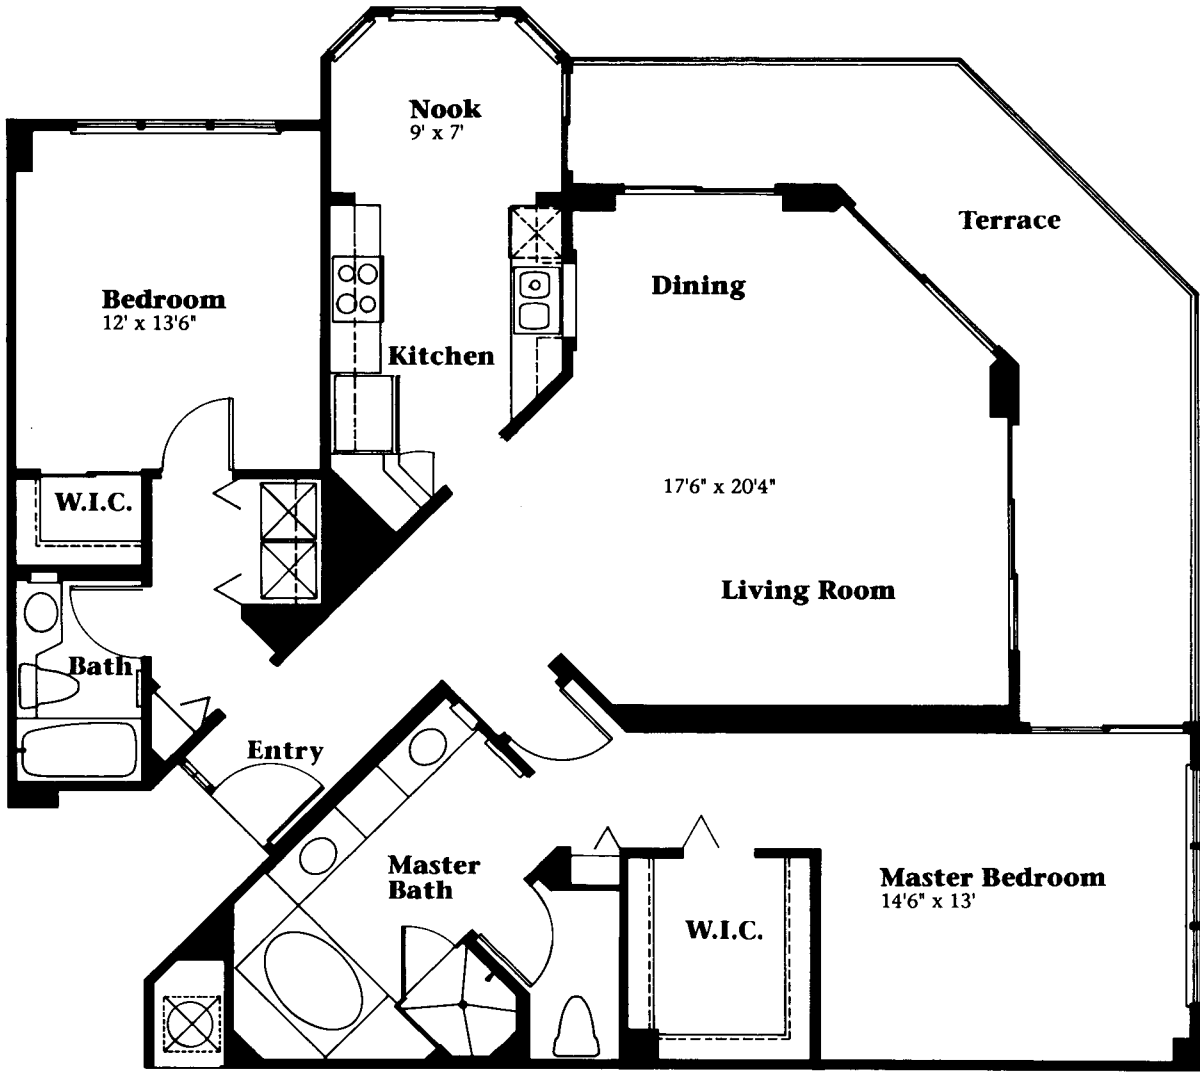 Nook
9' x 7'
Terrace
Bedroom
12' x 13'6"
Dining
Kitchen
17'6" x 20'4"
W.I.C.
Living Room
Bath
Entry
Master
Bath
Master Bedroom
14'6" x 13'
W.I.C.